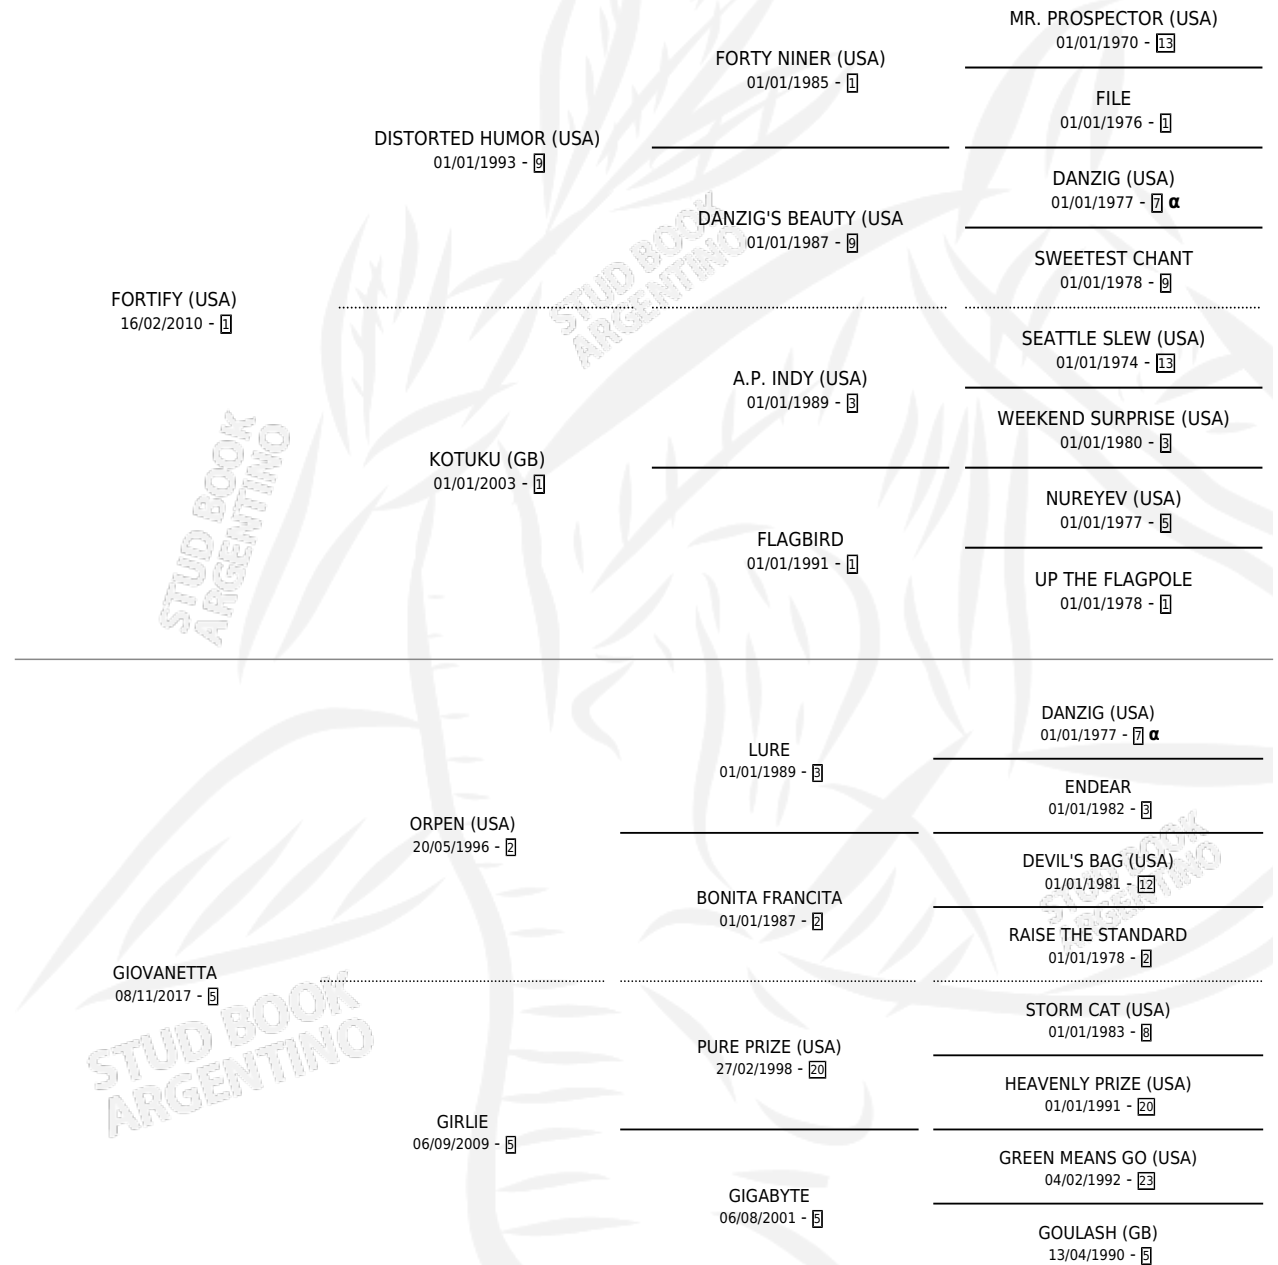 MR. PROSPECTOR (USA)
01/01/1970 - 13
FORTY NINER (USA)
01/01/1985 - 1
FILE
01/01/1976 - 1
DISTORTED HUMOR (USA)
01/01/1993 - 9
DANZIG (USA)
01/01/1977 - 7 α
DANZIG'S BEAUTY (USA
01/01/1987 - 9
SWEETEST CHANT
01/01/1978 - 9
FORTIFY (USA)
16/02/2010 - 1
SEATTLE SLEW (USA)
01/01/1974 - 13
A.P. INDY (USA)
01/01/1989 - 3
WEEKEND SURPRISE (USA)
01/01/1980 - 3
KOTUKU (GB)
01/01/2003 - 1
NUREYEV (USA)
01/01/1977 - 5
FLAGBIRD
01/01/1991 - 1
UP THE FLAGPOLE
01/01/1978 - 1
STUD BOOK
ARGENTINO
STUD BOOK
ARGENTINO
DANZIG (USA)
01/01/1977 - 7 α
LURE
01/01/1989 - 3
ENDEAR
01/01/1982 - 3
ORPEN (USA)
20/05/1996 - 2
DEVIL'S BAG (USA)
01/01/1981 - 12
BONITA FRANCITA
01/01/1987 - 2
RAISE THE STANDARD
01/01/1978 - 2
GIOVANETTA
08/11/2017 - 5
STORM CAT (USA)
01/01/1983 - 8
PURE PRIZE (USA)
27/02/1998 - 20
HEAVENLY PRIZE (USA)
01/01/1991 - 20
GIRLIE
06/09/2009 - 5
GREEN MEANS GO (USA)
04/02/1992 - 23
GIGABYTE
06/08/2001 - 5
GOULASH (GB)
13/04/1990 - 5
STUD BOOK
ARGENTINO
STUD BOOK
ARGENTINO